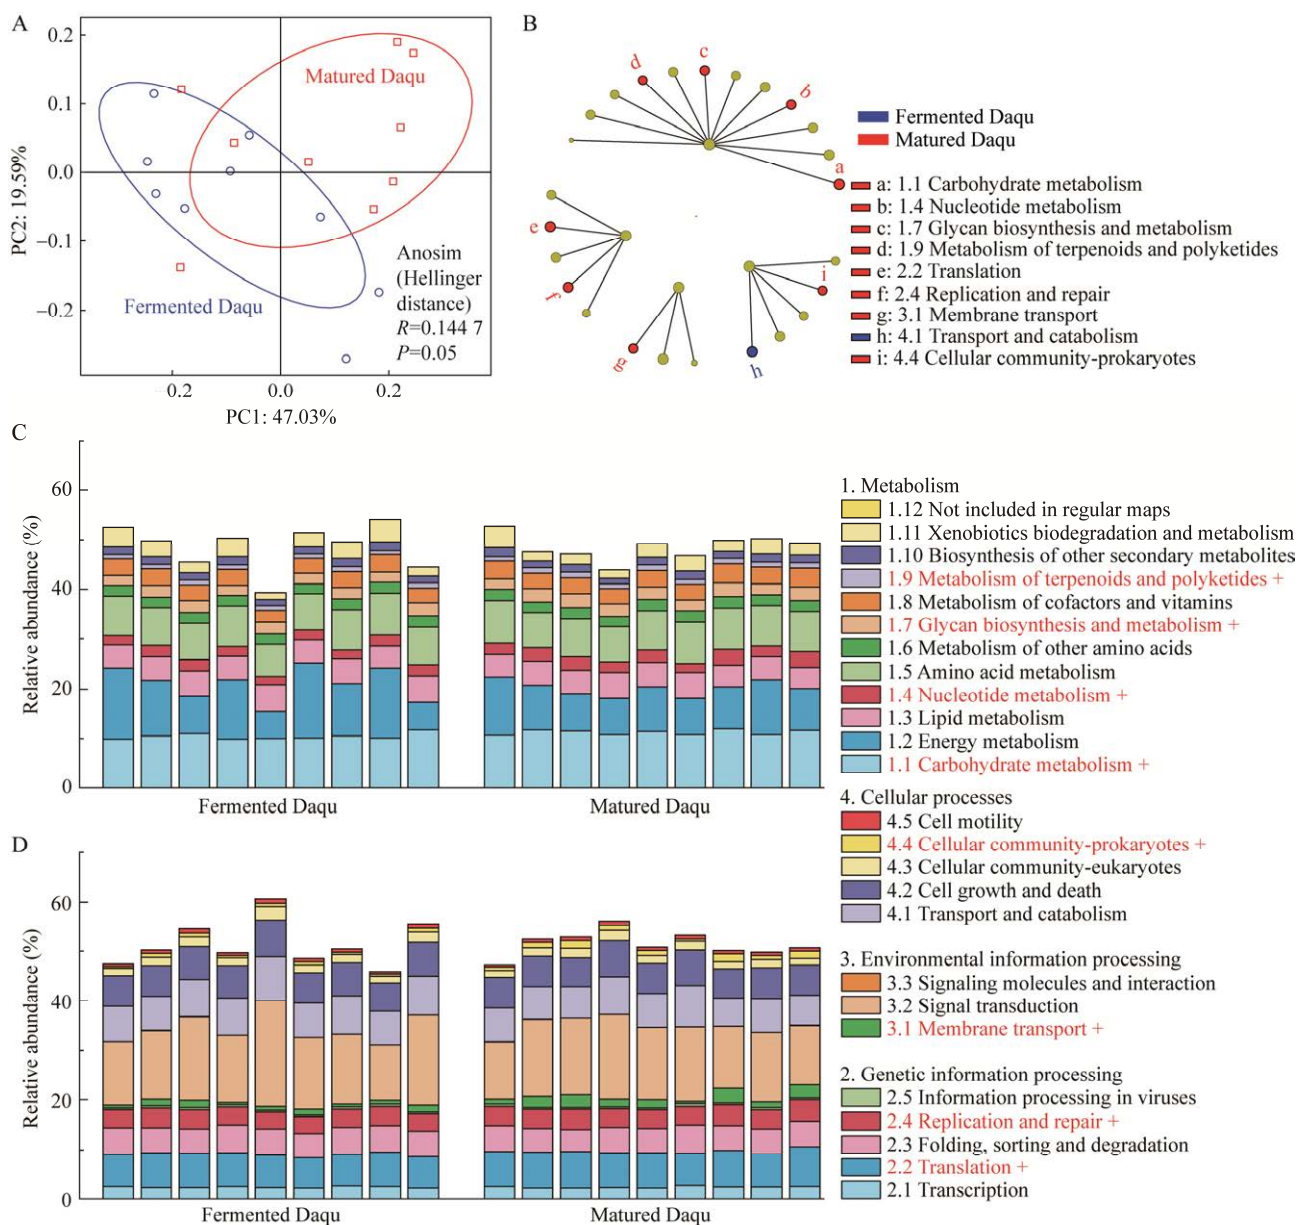 A
0.2
0.1
0.0
−0.1
−0.2
PC2: 19.59%
Matured Daqu
Fermented Daqu
Anosim
(Hellinger
distance)
R=0.144 7
P=0.05
−0.2
0.0
0.2
PC1: 47.03%
B
a
b
c
d
e
f
g
h
i
Fermented Daqu
Matured Daqu
a: 1.1 Carbohydrate metabolism
b: 1.4 Nucleotide metabolism
c: 1.7 Glycan biosynthesis and metabolism
d: 1.9 Metabolism of terpenoids and polyketides
e: 2.2 Translation
f: 2.4 Replication and repair
g: 3.1 Membrane transport
h: 4.1 Transport and catabolism
i: 4.4 Cellular community-prokaryotes
C
60
40
20
0
Relative abundance (%)
Fermented Daqu
Matured Daqu
1. Metabolism
1.12 Not included in regular maps
1.11 Xenobiotics biodegradation and metabolism
1.10 Biosynthesis of other secondary metabolites
1.9 Metabolism of terpenoids and polyketides +
1.8 Metabolism of cofactors and vitamins
1.7 Glycan biosynthesis and metabolism +
1.6 Metabolism of other amino acids
1.5 Amino acid metabolism
1.4 Nucleotide metabolism +
1.3 Lipid metabolism
1.2 Energy metabolism
1.1 Carbohydrate metabolism +
D
60
40
20
0
Relative abundance (%)
Fermented Daqu
Matured Daqu
4. Cellular processes
4.5 Cell motility
4.4 Cellular community-prokaryotes +
4.3 Cellular community-eukaryotes
4.2 Cell growth and death
4.1 Transport and catabolism
3. Environmental information processing
3.3 Signaling molecules and interaction
3.2 Signal transduction
3.1 Membrane transport +
2. Genetic information processing
2.5 Information processing in viruses
2.4 Replication and repair +
2.3 Folding, sorting and degradation
2.2 Translation +
2.1 Transcription